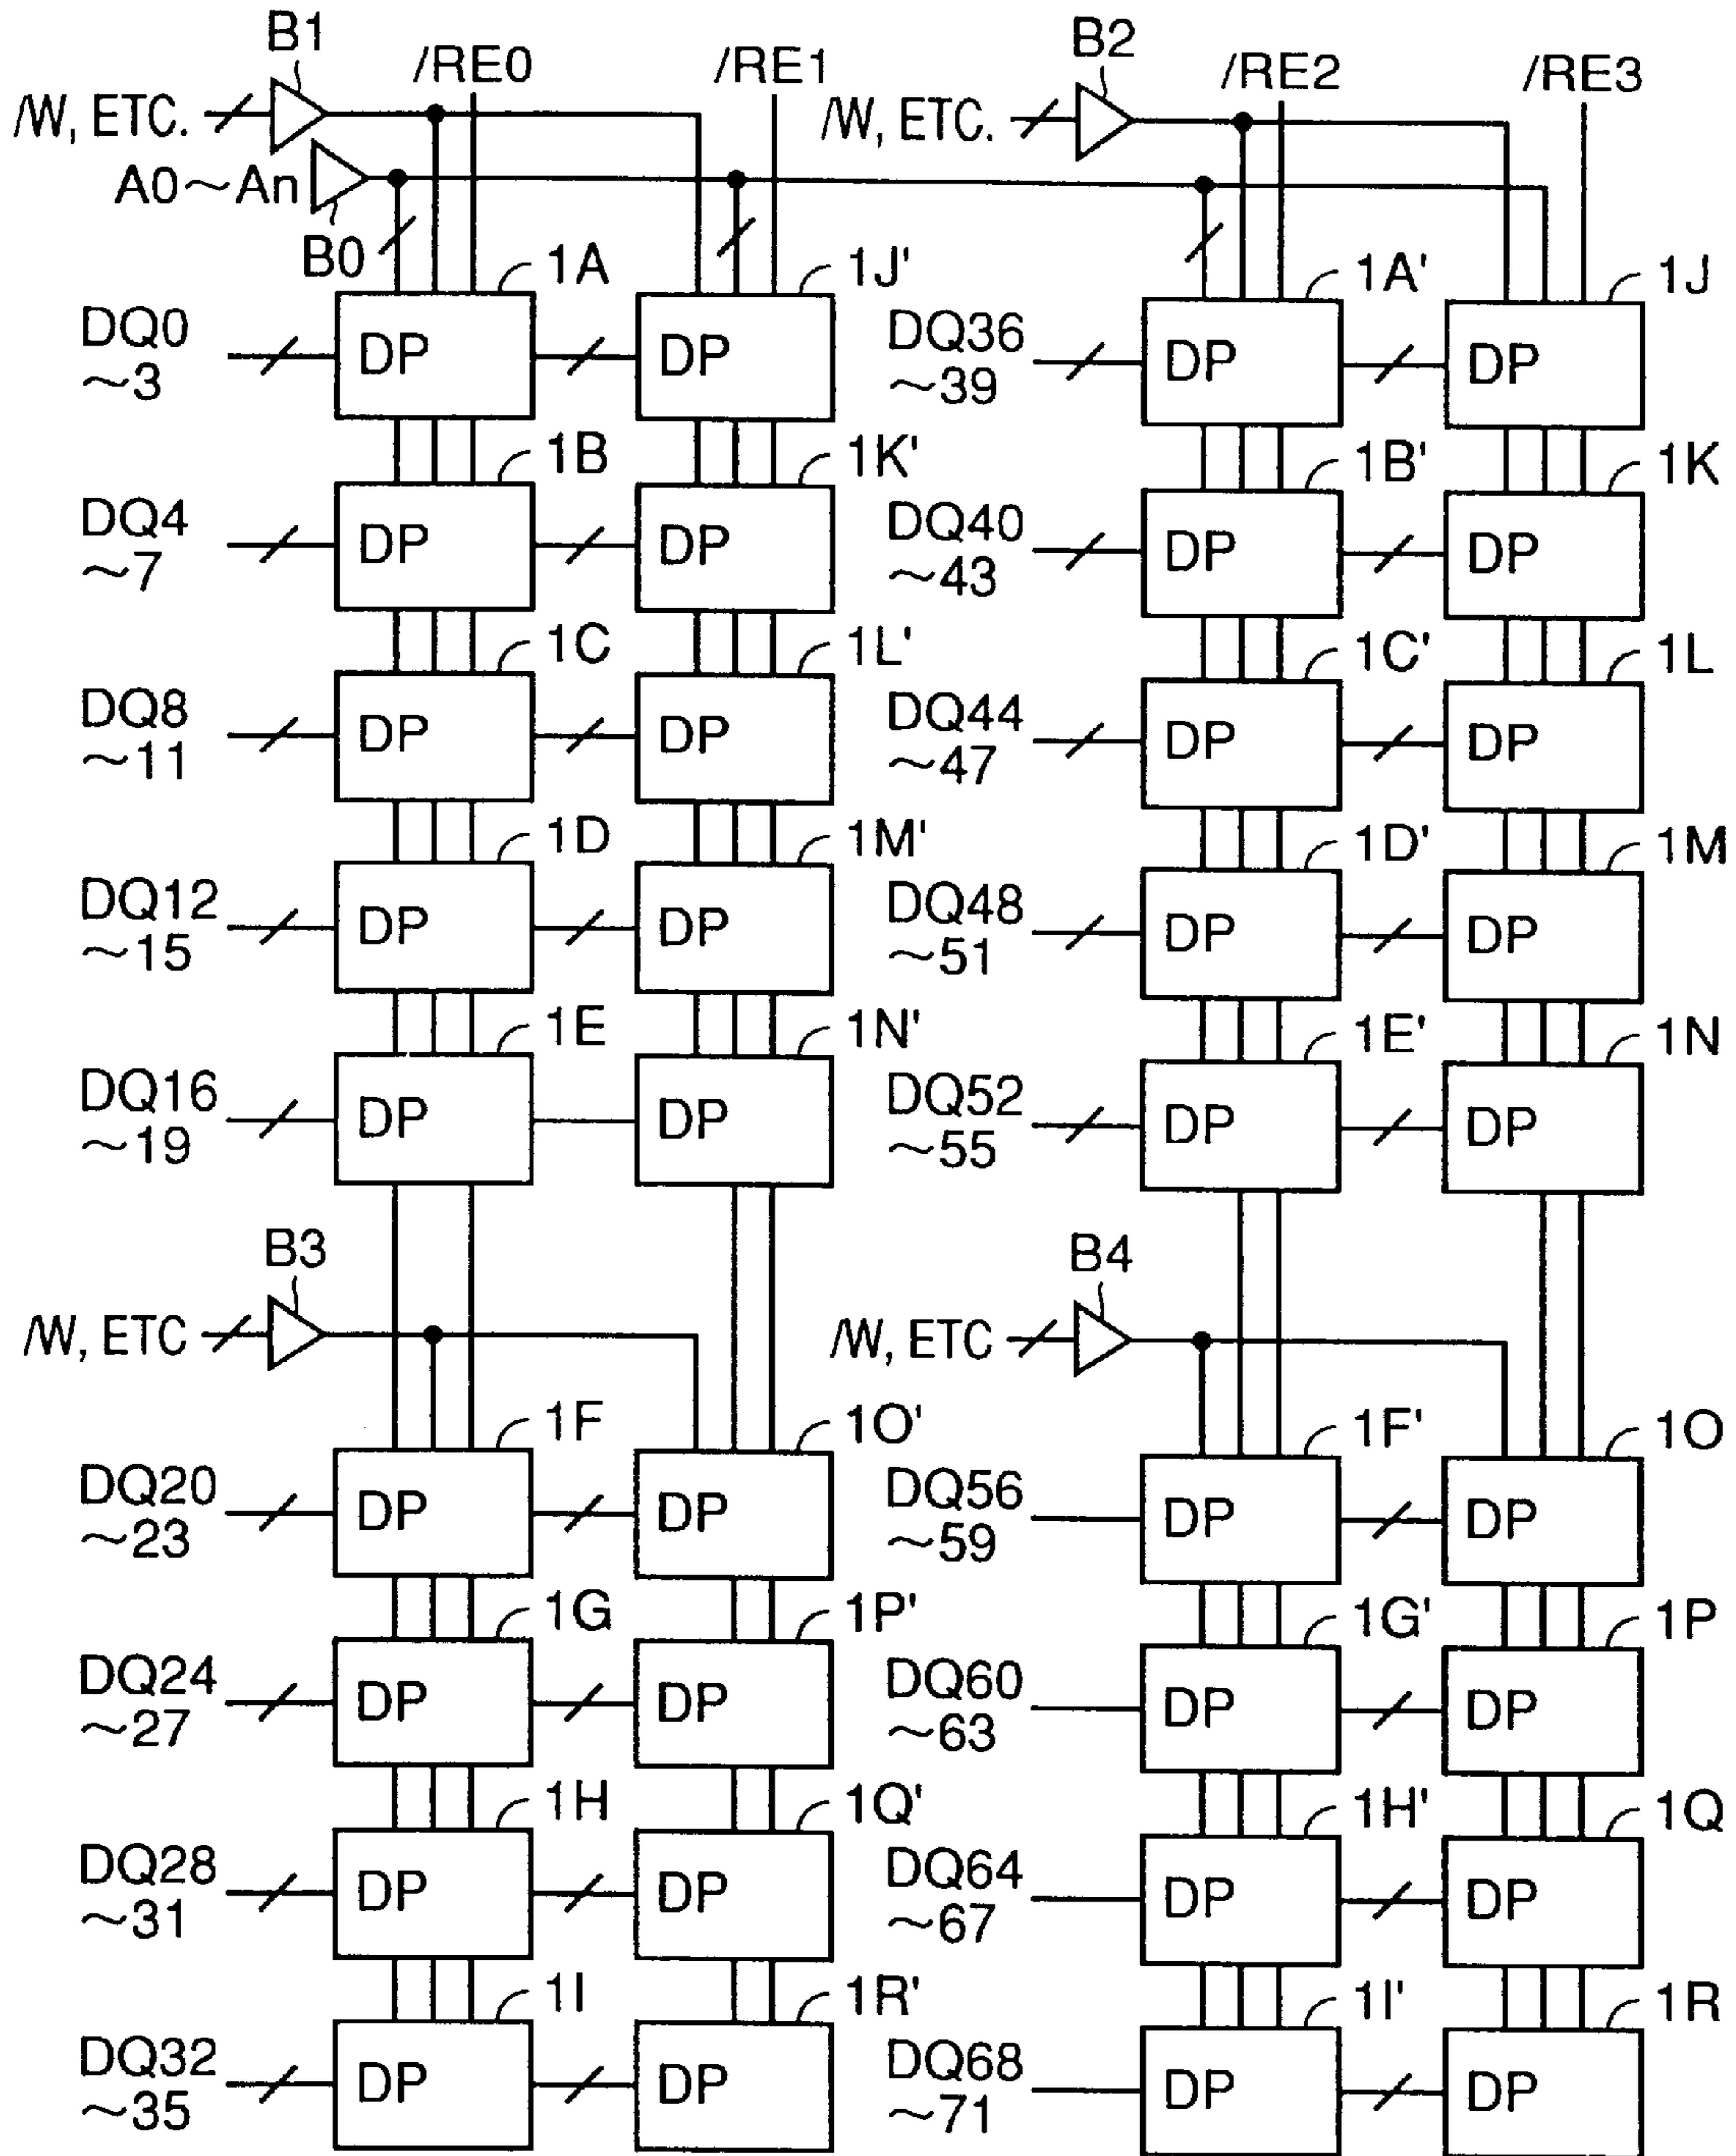 B1 /RE0 /RE1 B2 /RE2 /RE3
/W, ETC. /W, ETC.
A0~An
B0
1A 1J' 1A' 1J
DQ0 DP DP DQ36 DP DP
~3 ~39
1B 1K' 1B' 1K
DQ4 DP DP DQ40 DP DP
~7 ~43
1C 1L' 1C' 1L
DQ8 DP DP DQ44 DP DP
~11 ~47
1D 1M' 1D' 1M
DQ12 DP DP DQ48 DP DP
~15 ~51
1E 1N' 1E' 1N
DQ16 DP DP DQ52 DP DP
~19 ~55
B3 B4
/W, ETC /W, ETC
1F 1O' 1F' 1O
DQ20 DP DP DQ56 DP DP
~23 ~59
1G 1P' 1G' 1P
DQ24 DP DP DQ60 DP DP
~27 ~63
1H 1Q' 1H' 1Q
DQ28 DP DP DQ64 DP DP
~31 ~67
1I 1R' 1I' 1R
DQ32 DP DP DQ68 DP DP
~35 ~71